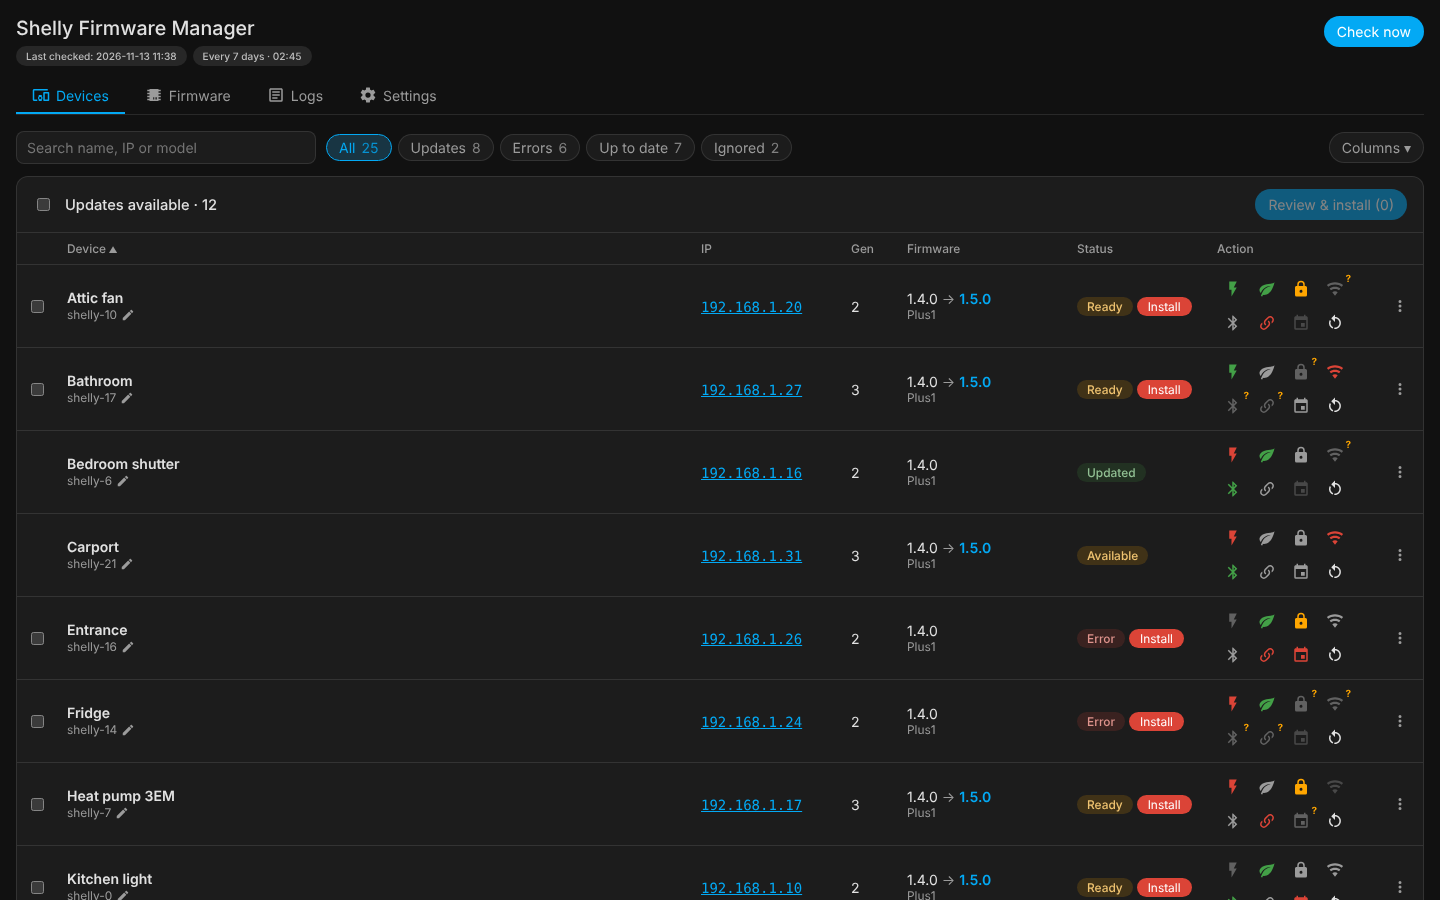 Shelly Firmware Manager
Check now
Last checked: 2026-11-13 11:38
Every 7 days · 02:45
Devices
Firmware
Logs
Settings
Search name, IP or model
All 25
Updates 8
Errors 6
Up to date 7
Ignored 2
Columns ▾
Updates available · 12
Review & install (0)
Device ▲ IP Gen Firmware Status Action
Attic fan
shelly-10
192.168.1.20
2
1.4.0 → 1.5.0
Plus1
Ready Install
?
Bathroom
shelly-17
192.168.1.27
3
1.4.0 → 1.5.0
Plus1
Ready Install
?
? ?
Bedroom shutter
shelly-6
192.168.1.16
2
1.4.0
Plus1
Updated
?
Carport
shelly-21
192.168.1.31
3
1.4.0 → 1.5.0
Plus1
Available
Entrance
shelly-16
192.168.1.26
2
1.4.0
Plus1
Error Install
Fridge
shelly-14
192.168.1.24
2
1.4.0
Plus1
Error Install
? ?
? ?
Heat pump 3EM
shelly-7
192.168.1.17
3
1.4.0 → 1.5.0
Plus1
Ready Install
?
Kitchen light
shelly-0
192.168.1.10
2
1.4.0 → 1.5.0
Plus1
Ready Install